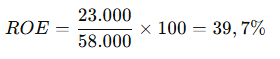 ROE = 23.000 / 58.000 × 100 = 39,7%